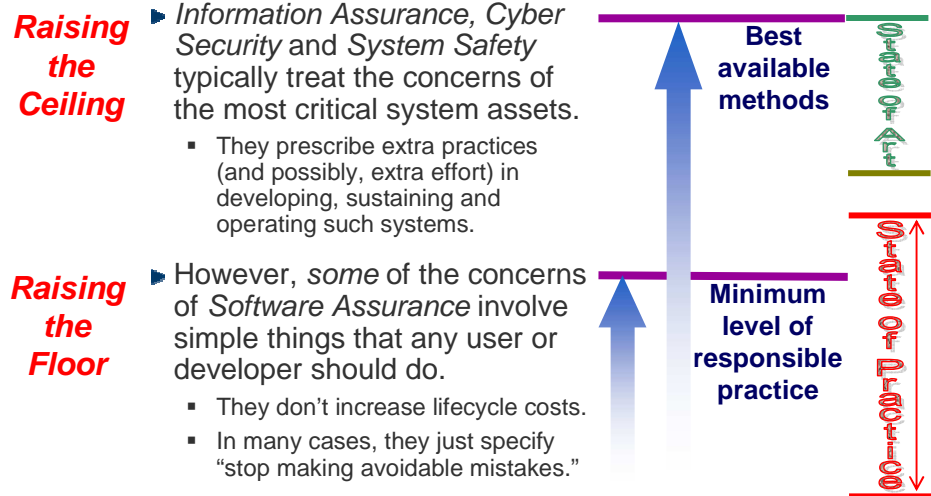 Raising
the
Ceiling
Information Assurance, Cyber
Security and System Safety
typically treat the concerns of
the most critical system assets.
They prescribe extra practices
(and possibly, extra effort) in
developing, sustaining and
operating such systems.
Best
available
methods
State of Art
Raising
the
Floor
However, some of the concerns
of Software Assurance involve
simple things that any user or
developer should do.
They don’t increase lifecycle costs.
In many cases, they just specify
“stop making avoidable mistakes.”
Minimum
level of
responsible
practice
State of Practice